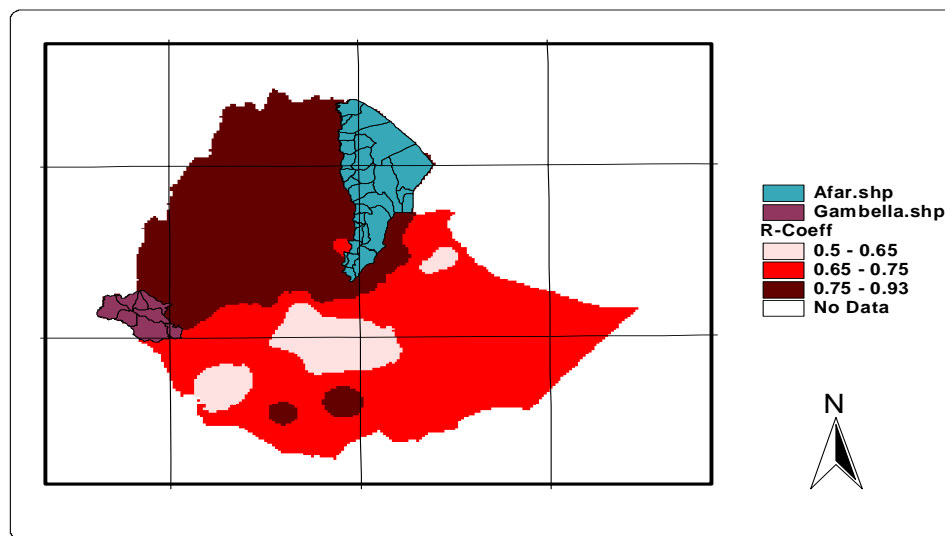 Afar.shp
Gambella.shp
R-Coeff
0.5 - 0.65
0.65 - 0.75
0.75 - 0.93
No Data
N